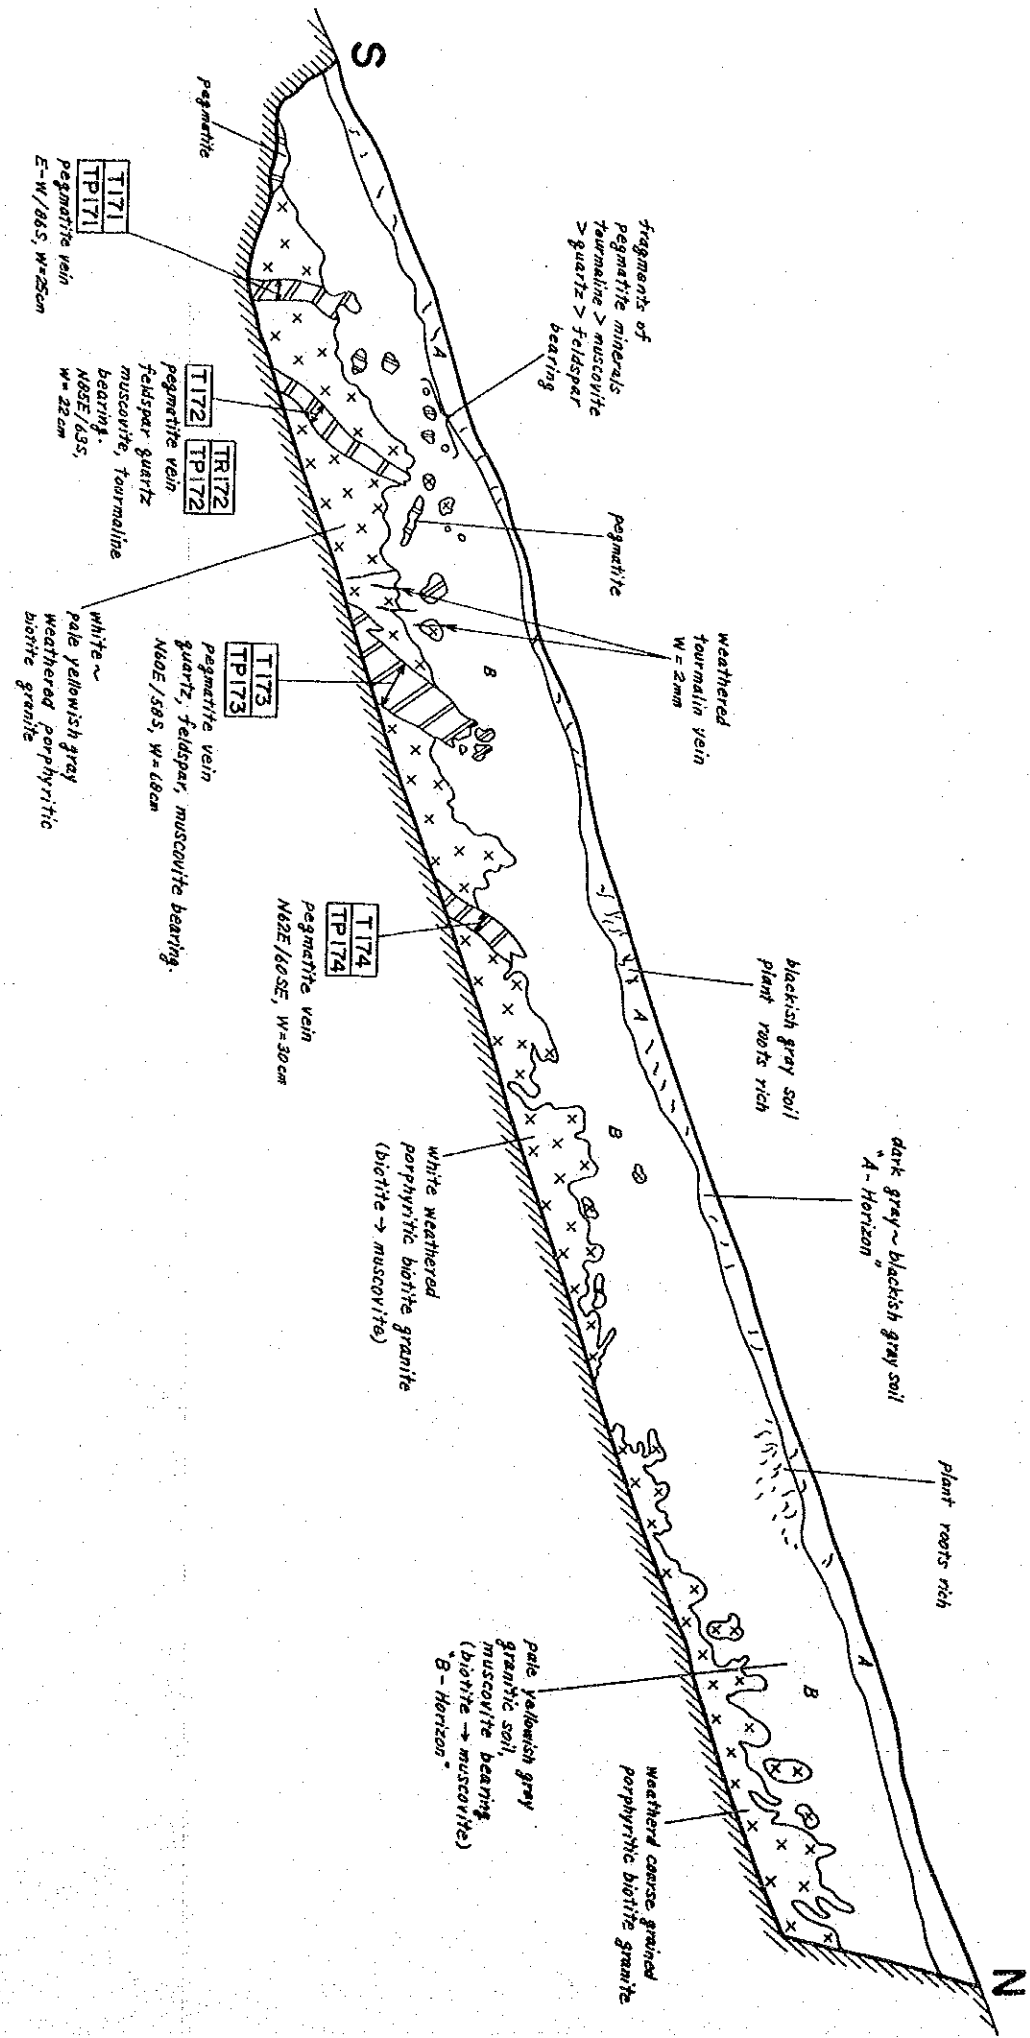 S
N
fragments of
pegmatite minerals
tourmaline > muscovite
> quartz > feldspar
bearing
pegmatite
weathered
tourmalin vein
W = 2mm
blackish gray soil
plant roots rich
dark gray ~ blackish gray soil
"A - Horizon"
plant roots rich
A
A
A
B
B
B
pegmatite
T171
TP171
pegmatite vein
E-W/86S, W=25cm
T172
TR172
TP172
pegmatite vein
feldspar quartz
muscovite, tourmaline
bearing.
N85E/63S,
W = 22cm
white ~
pale yellowish gray
weathered porphyritic
biotite granite
T173
TP173
pegmatite vein
quartz, feldspar, muscovite bearing.
N60E/58S, W=68cm
T174
TP174
pegmatite vein
N62E/60SE, W=30cm
white weathered
porphyritic biotite granite
(biotite → muscovite)
pale yellowish gray
granitic soil,
muscovite bearing
(biotite → muscovite)
"B - Horizon"
weatherd coarse grained
porphyritic biotite granite